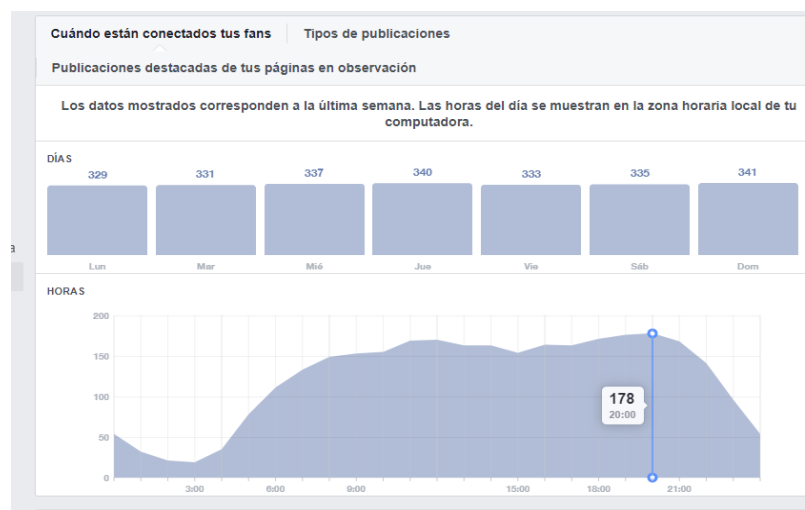 Cuándo están conectados tus fans Tipos de publicaciones
Publicaciones destacadas de tus páginas en observación
Los datos mostrados corresponden a la última semana. Las horas del día se muestran en la zona horaria local de tu
computadora.
DÍAS
329 331 337 340 333 335 341
a
Lun Mar Mié Jue Vie Sáb Dom
HORAS
200
150
100
178
20:00
50
0
3:00 6:00 9:00 15:00 18:00 21:00